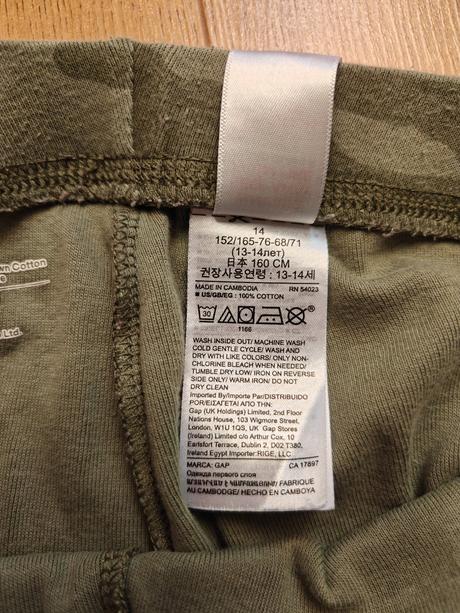 14
152/165-76-68/71
(13-14лет)
日本 160 CM
권장사용연령 : 13-14세
MADE IN CAMBODIA RN 54023
■ US/GB/EG : 100% COTTON
30
®
1166
WASH INSIDE OUT/ MACHINE WASH
COLD GENTLE CYCLE/ WASH AND
DRY WITH LIKE COLORS/ ONLY NON-
CHLORINE BLEACH WHEN NEEDED/
TUMBLE DRY LOW/ IRON ON REVERSE
SIDE ONLY/ WARM IRON/ DO NOT
DRY CLEAN
Imported By/Importe Par/DISTRIBUIDO
POR/ΕΙΣΑΓΕΤΑΙ ΑΠΟ ΤΗΝ:
Gap (UK Holdings) Limited, 2nd Floor
Nations House, 103 Wigmore Street,
London, W1U 1QS, UK Gap Stores
(Ireland) Limited c/o Arthur Cox, 10
Earlsfort Terrace, Dublin 2, D02 T380,
Ireland Egypt Importer:RIGE, LLC
MARCA: GAP CA 17897
Одежда первого слоя
FABRIQUE
AU CAMBODGE/ HECHO EN CAMBOYA
wn Cotton
Ltd.